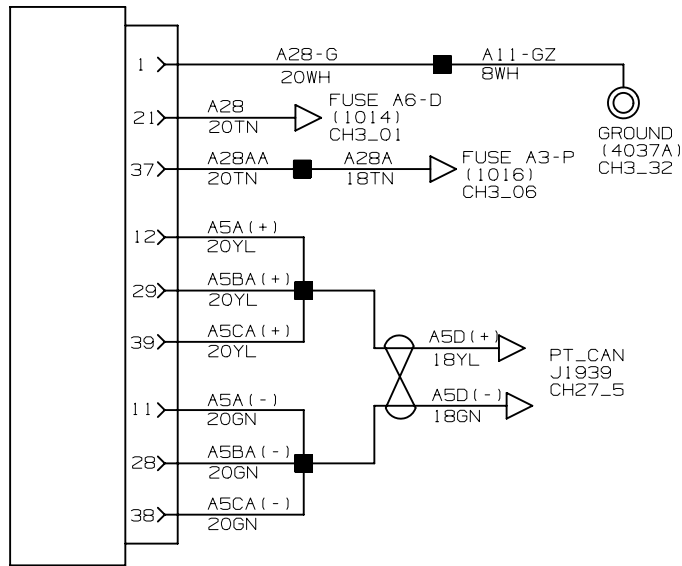 1 A28-G A11-GZ
20WH 8WH
21 A28 FUSE A6-D
20TN (1014)
CH3_01
GROUND
(4037A)
CH3_32
37 A28AA A28A FUSE A3-P
20TN 18TN (1016)
CH3_06
12 A5A(+)
20YL
29 A5BA(+)
20YL
39 A5CA(+)
20YL
A5D(+)
18YL
PT_CAN
J1939
CH27_5
A5D(-)
18GN
11 A5A(-)
20GN
28 A5BA(-)
20GN
38 A5CA(-)
20GN